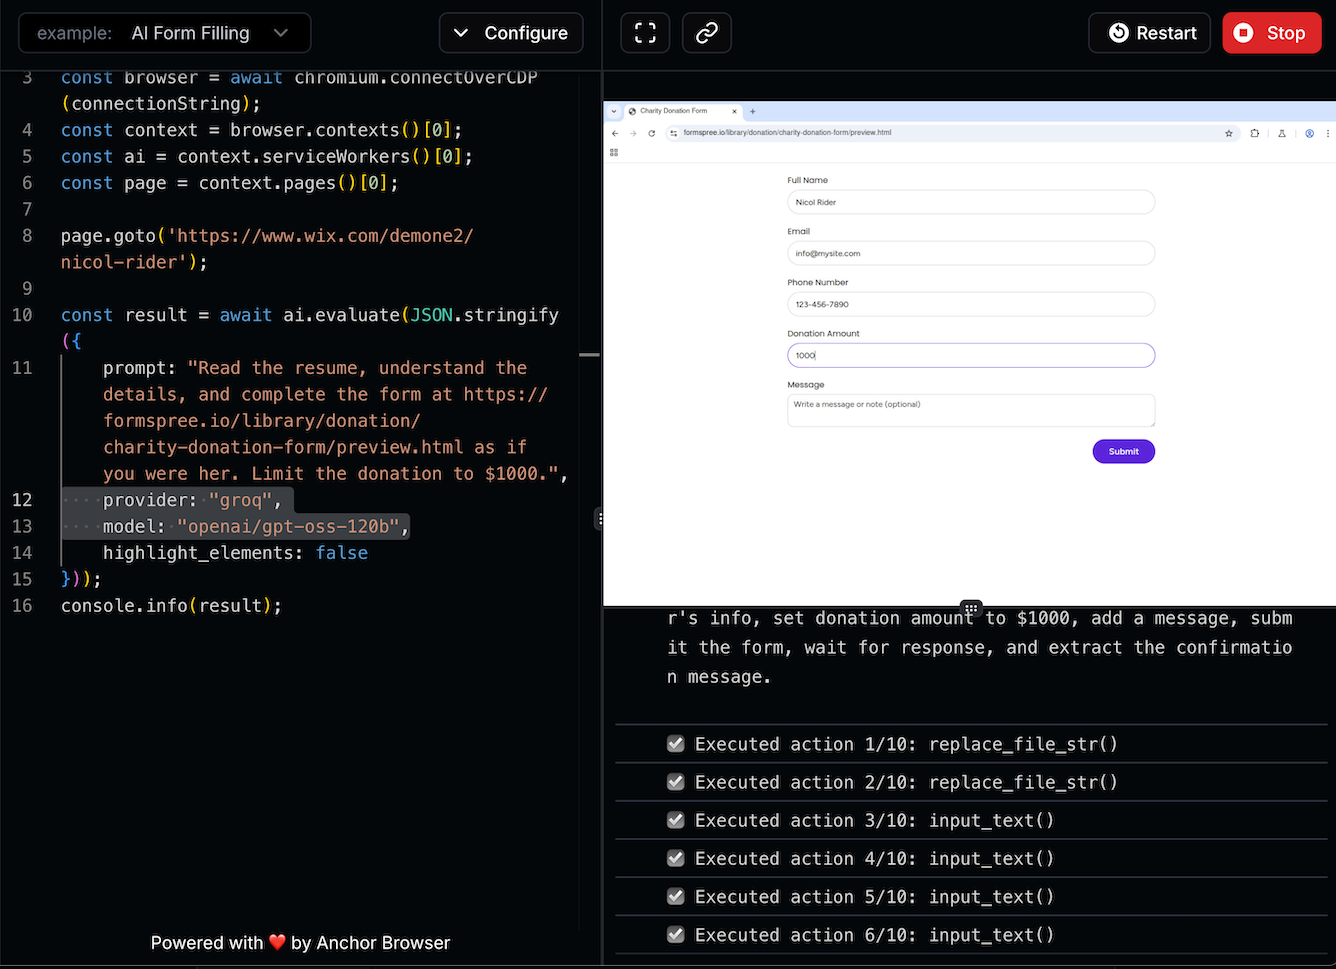 example: AI Form Filling
Configure
Restart
Stop
3 const browser = await chromium.connectOverCDP
(connectionString);
4 const context = browser.contexts()[0];
5 const ai = context.serviceWorkers()[0];
6 const page = context.pages()[0];
7
8 page.goto('https://www.wix.com/demone2/
nicol-rider');
9
10 const result = await ai.evaluate(JSON.stringify
({
11 prompt: "Read the resume, understand the
details, and complete the form at https://
formspree.io/library/donation/
charity-donation-form/preview.html as if
you were her. Limit the donation to $1000.",
12 ····provider:·"groq",
13 ····model:·"openai/gpt-oss-120b",
14 highlight_elements: false
15 }));
16 console.info(result);
Powered with ❤️ by Anchor Browser
Charity Donation Form
formspree.io/library/donation/charity-donation-form/preview.html
Full Name
Nicol Rider
Email
info@mysite.com
Phone Number
123-456-7890
Donation Amount
1000
Message
Write a message or note (optional)
Submit
r's info, set donation amount to $1000, add a message, subm
it the form, wait for response, and extract the confirmatio
n message.
Executed action 1/10: replace_file_str()
Executed action 2/10: replace_file_str()
Executed action 3/10: input_text()
Executed action 4/10: input_text()
Executed action 5/10: input_text()
Executed action 6/10: input_text()